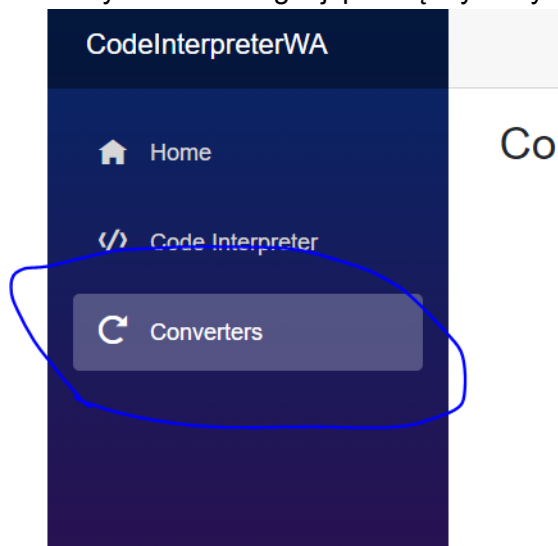 CodeInterpreterWA
Home
Co
Code Interpreter
Converters